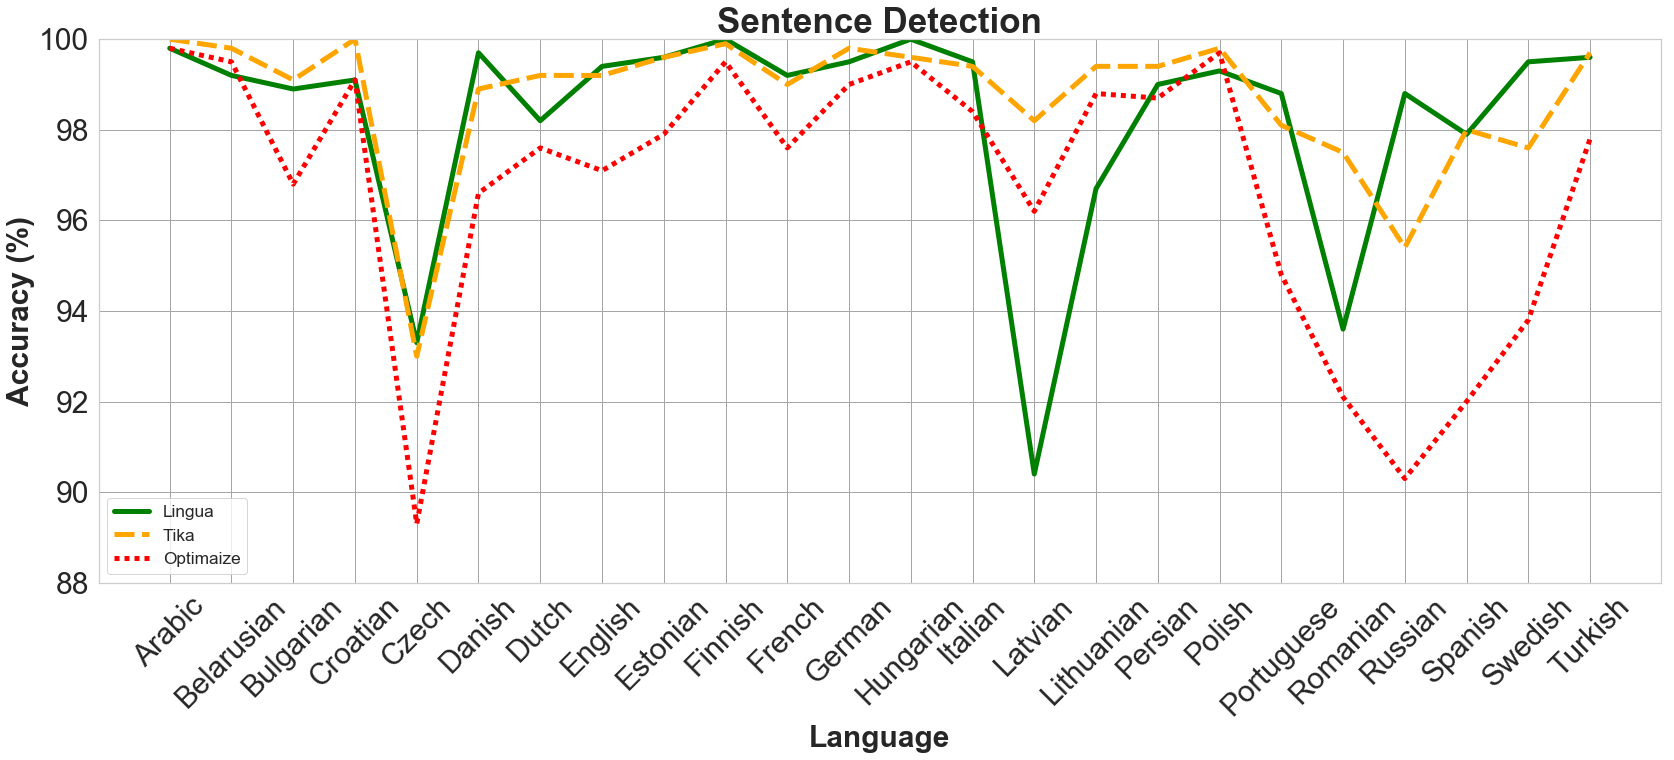 Sentence Detection
Accuracy (%)
100
98
96
94
92
90
88
Lingua
Tika
Optimaize
Arabic
Belarusian
Bulgarian
Croatian
Czech
Danish
Dutch
English
Estonian
Finnish
French
German
Hungarian
Italian
Latvian
Lithuanian
Persian
Polish
Portuguese
Romanian
Russian
Spanish
Swedish
Turkish
Language